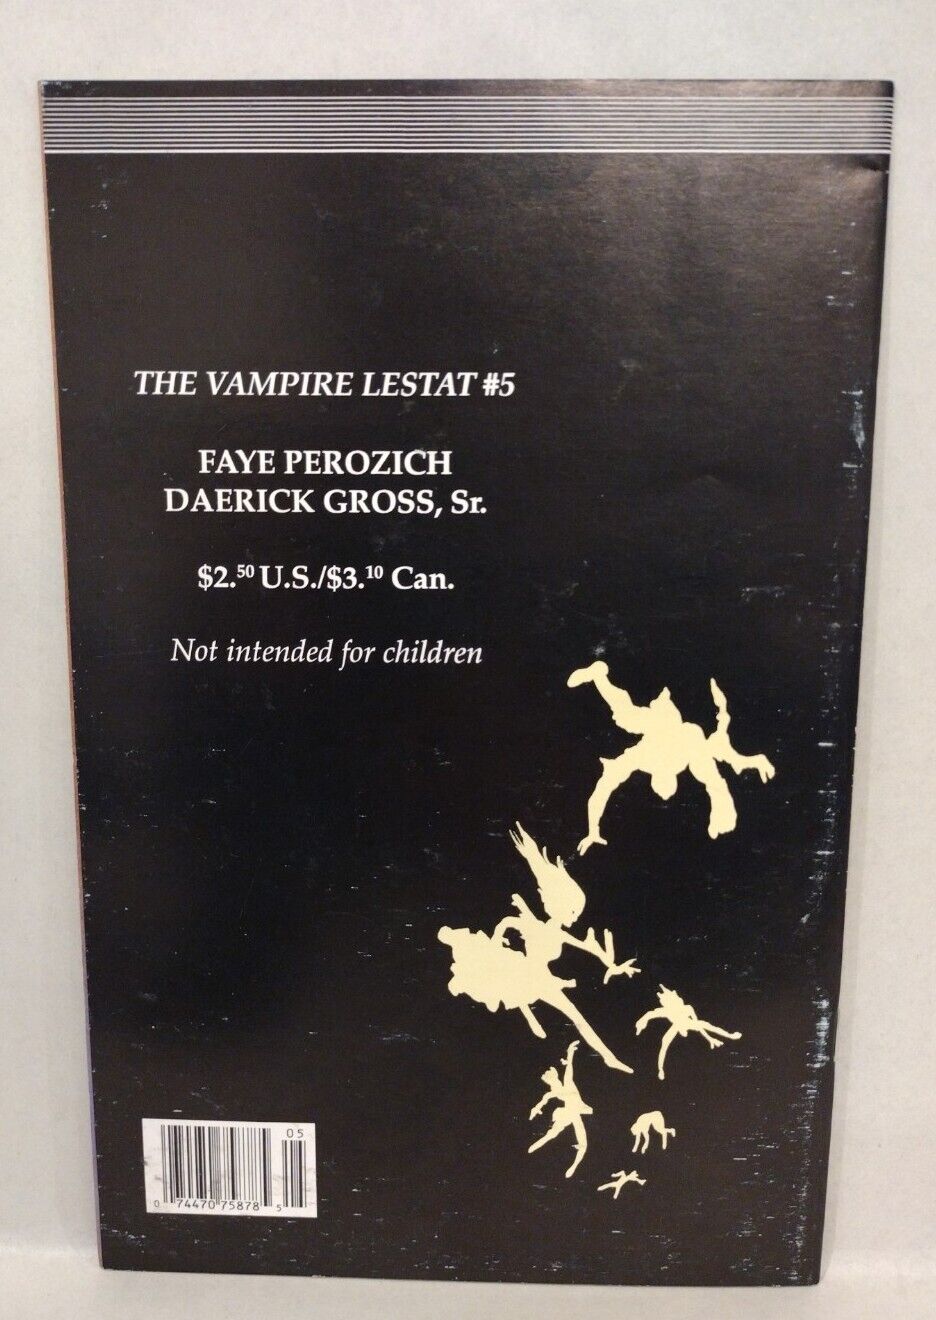 THE VAMPIRE LESTAT #5
FAYE PEROZICH
DAERICK GROSS, Sr.
$2.50 U.S./$3.10 Can.
Not intended for children
05
0 74470 75878 5